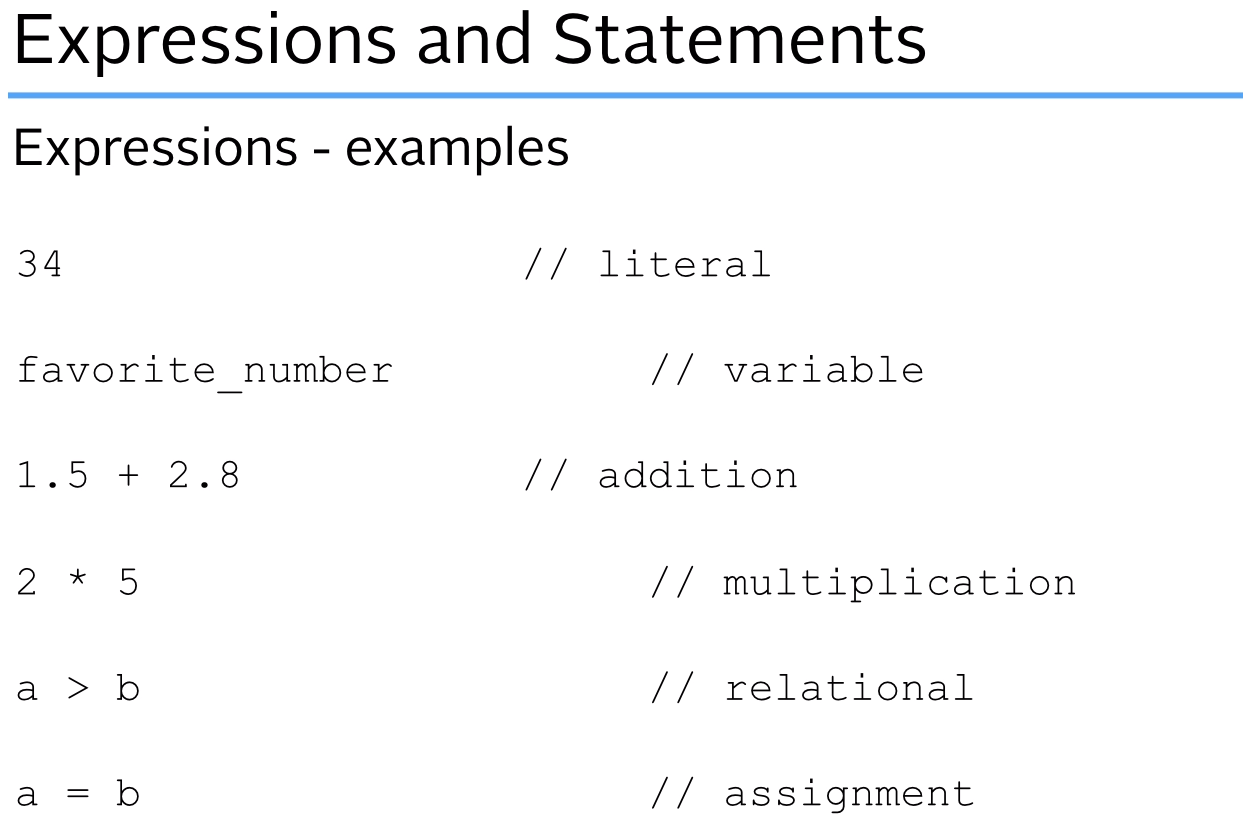 Expressions and Statements
Expressions - examples
34 // literal
favorite_number // variable
1.5 + 2.8 // addition
2 * 5 // multiplication
a > b // relational
a = b // assignment